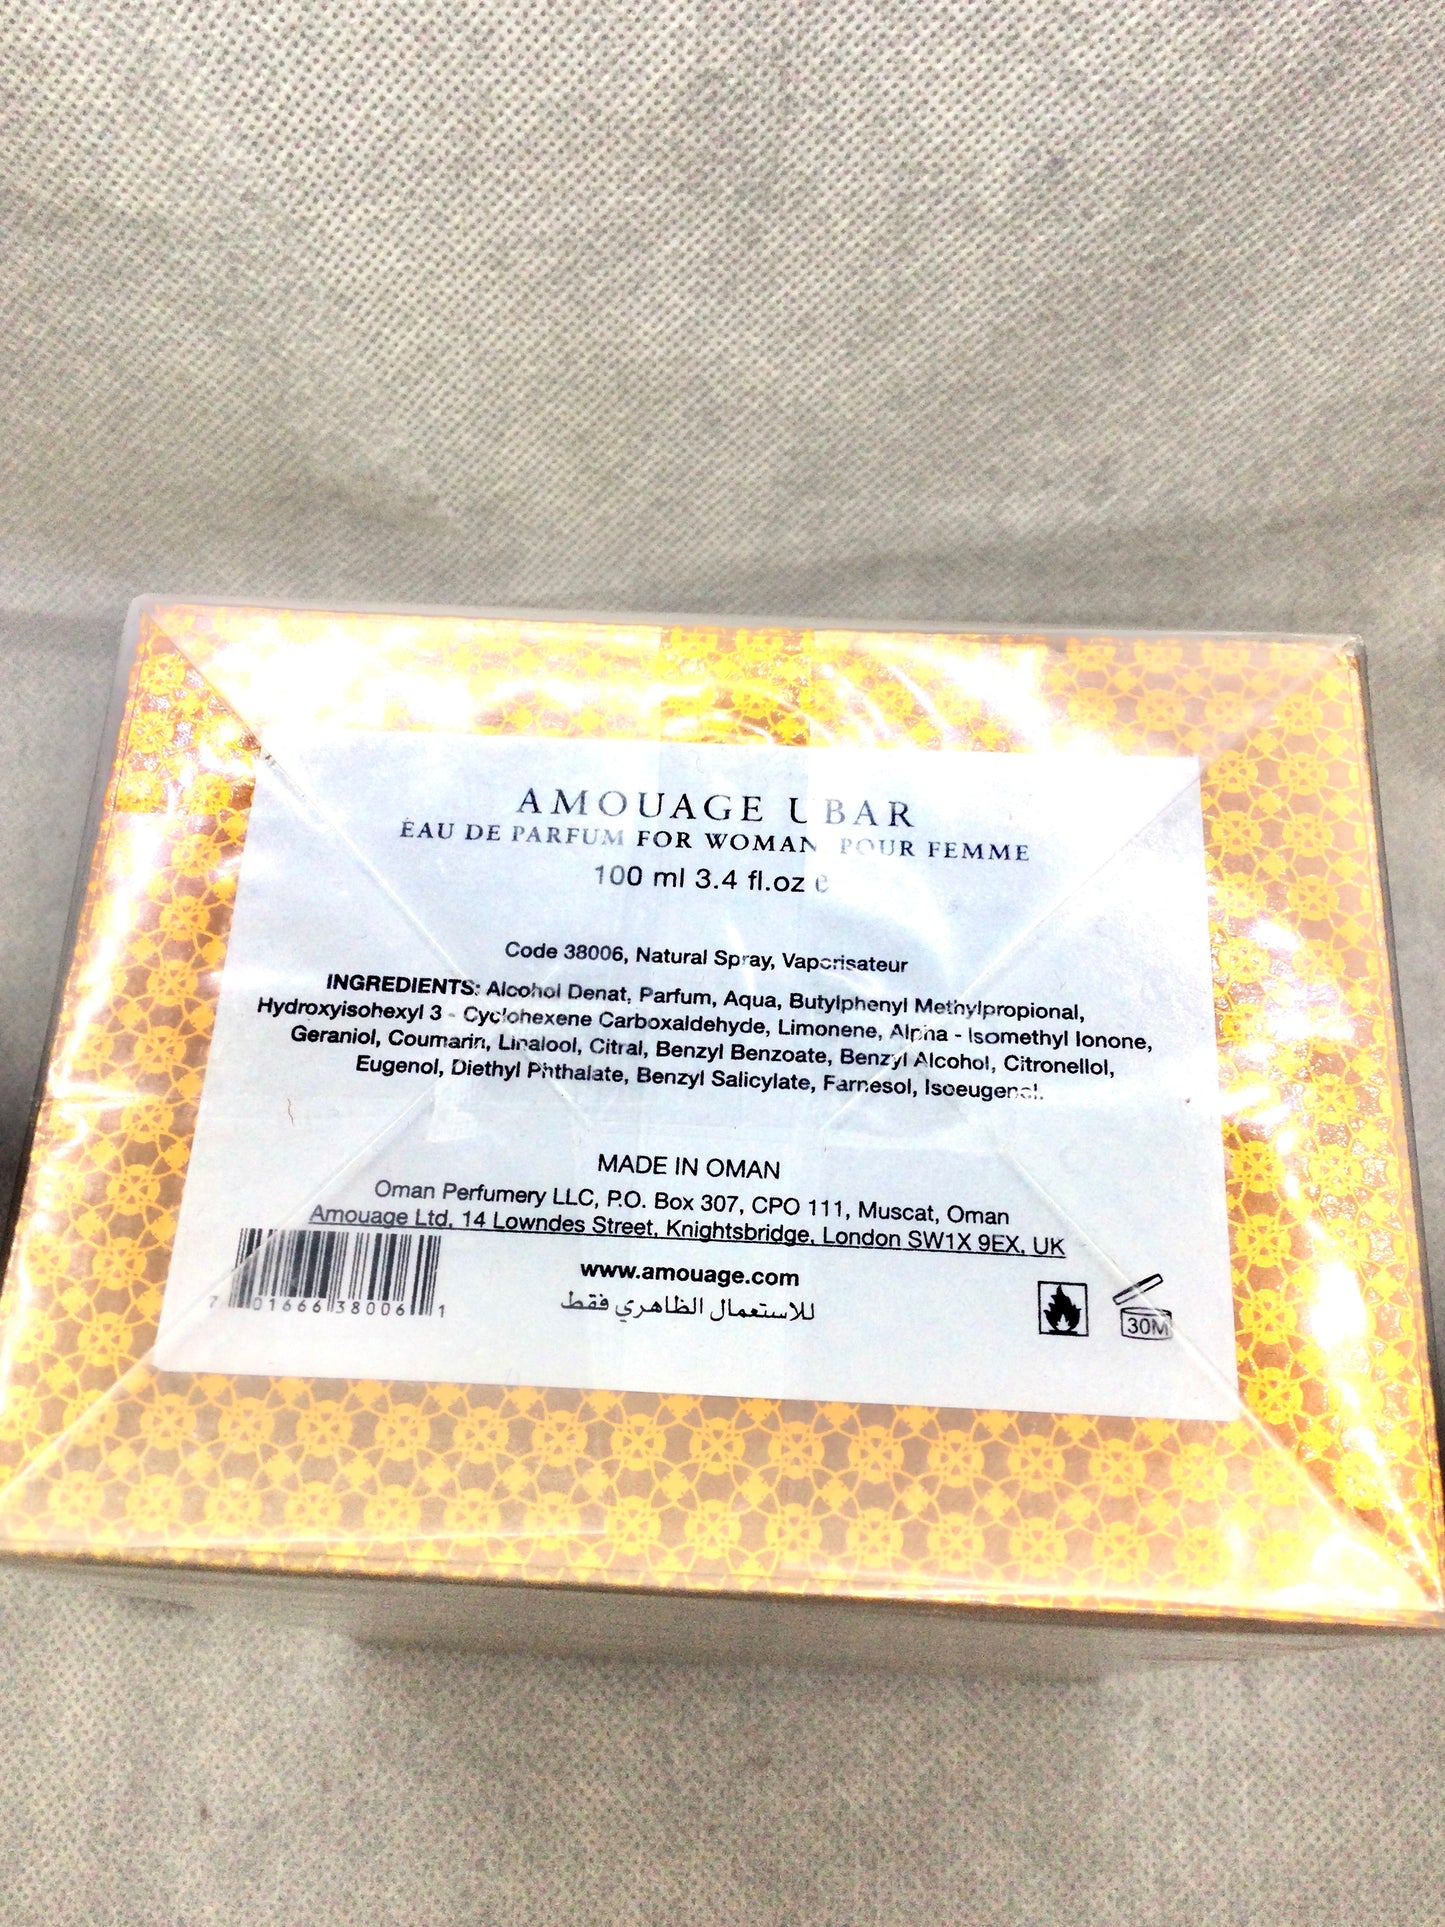 AMOUAGE UBAR
EAU DE PARFUM FOR WOMAN POUR FEMME
100 ml 3.4 fl.oz e
Code 38006, Natural Spray, Vaporisateur
INGREDIENTS: Alcohol Denat, Parfum, Aqua, Butylphenyl Methylpropional,
Hydroxyisohexyl 3 - Cyclohexene Carboxaldehyde, Limonene, Alpha - Isomethyl Ionone,
Geraniol, Coumarin, Linalool, Citral, Benzyl Benzoate, Benzyl Alcohol, Citronellol,
Eugenol, Diethyl Phthalate, Benzyl Salicylate, Farnesol, Isoeugenol.
MADE IN OMAN
Oman Perfumery LLC, P.O. Box 307, CPO 111, Muscat, Oman
Amouage Ltd, 14 Lowndes Street, Knightsbridge, London SW1X 9EX, UK
www.amouage.com
للاستعمال الظاهري فقط
7 01666 38006 1
30M